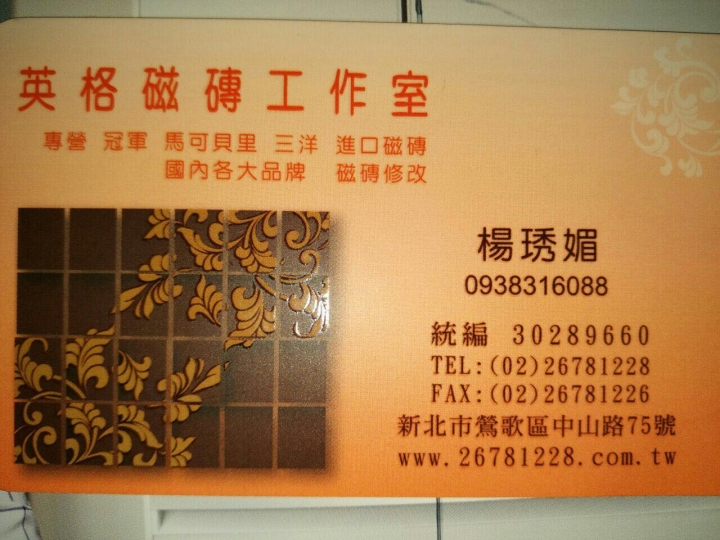 英格磁磚工作室
專營 冠軍 馬可貝里 三洋 進口磁磚
國內各大品牌 磁磚修改
楊琇媚
0938316088
統編 30289660
TEL:(02)26781228
FAX:(02)26781226
新北市鶯歌區中山路75號
www.26781228.com.tw